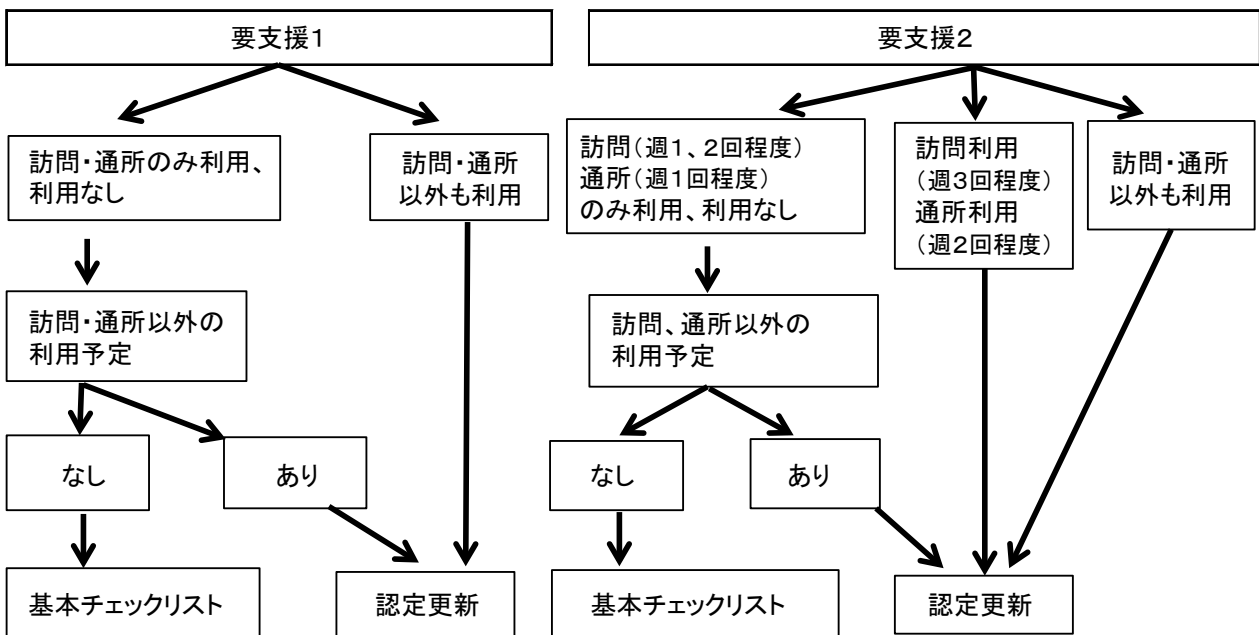 要支援１
訪問・通所のみ利用、
利用なし
訪問・通所
以外も利用
訪問・通所以外の
利用予定
なし
あり
基本チェックリスト
認定更新
要支援２
訪問（週１、２回程度）
通所（週１回程度）
のみ利用、利用なし
訪問利用
（週３回程度）
通所利用
（週２回程度）
訪問・通所
以外も利用
訪問、通所以外の
利用予定
なし
あり
基本チェックリスト
認定更新